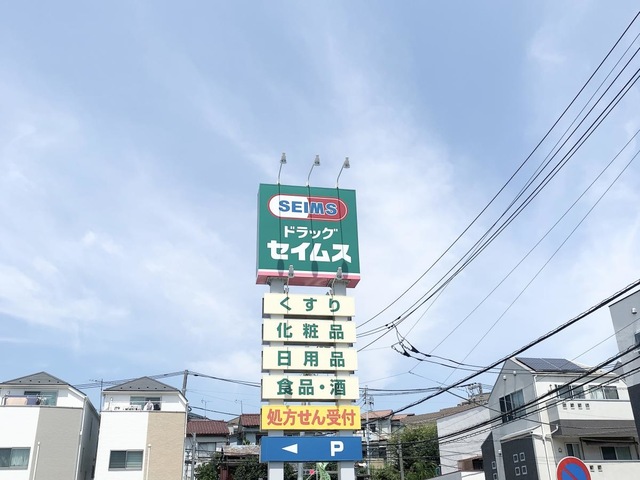 SEIMS
ドラッグ
セイムス
くすり
化粧品
日用品
食品・酒
処方せん受付
◀ P